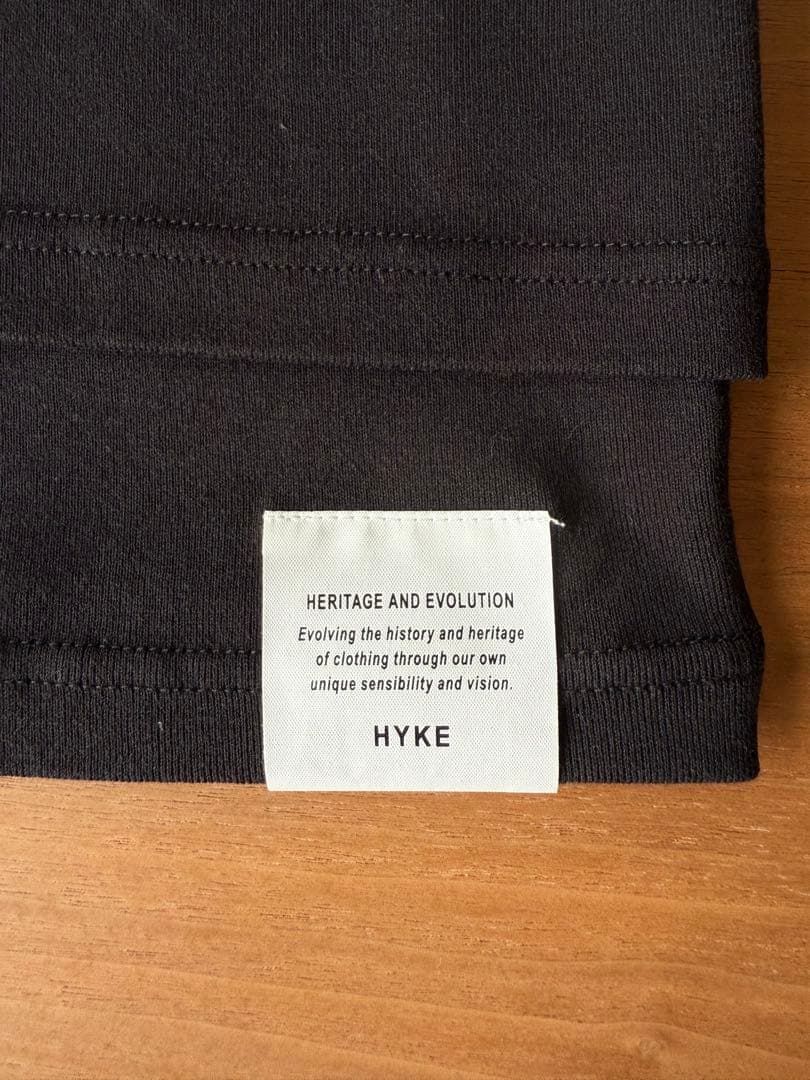 HERITAGE AND EVOLUTION
Evolving the history and heritage
of clothing through our own
unique sensibility and vision.
HYKE